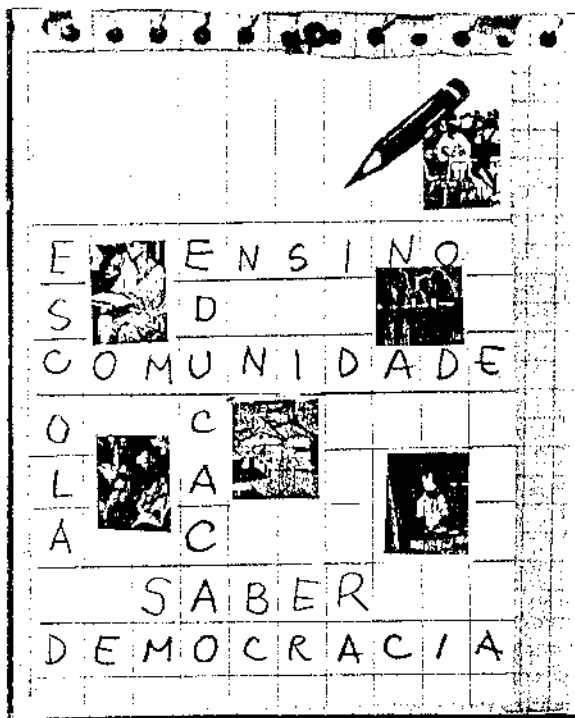 E ENSINO
S D
COMUNIDADE
O C
L A
A C
SABER
DEMOCRACIA